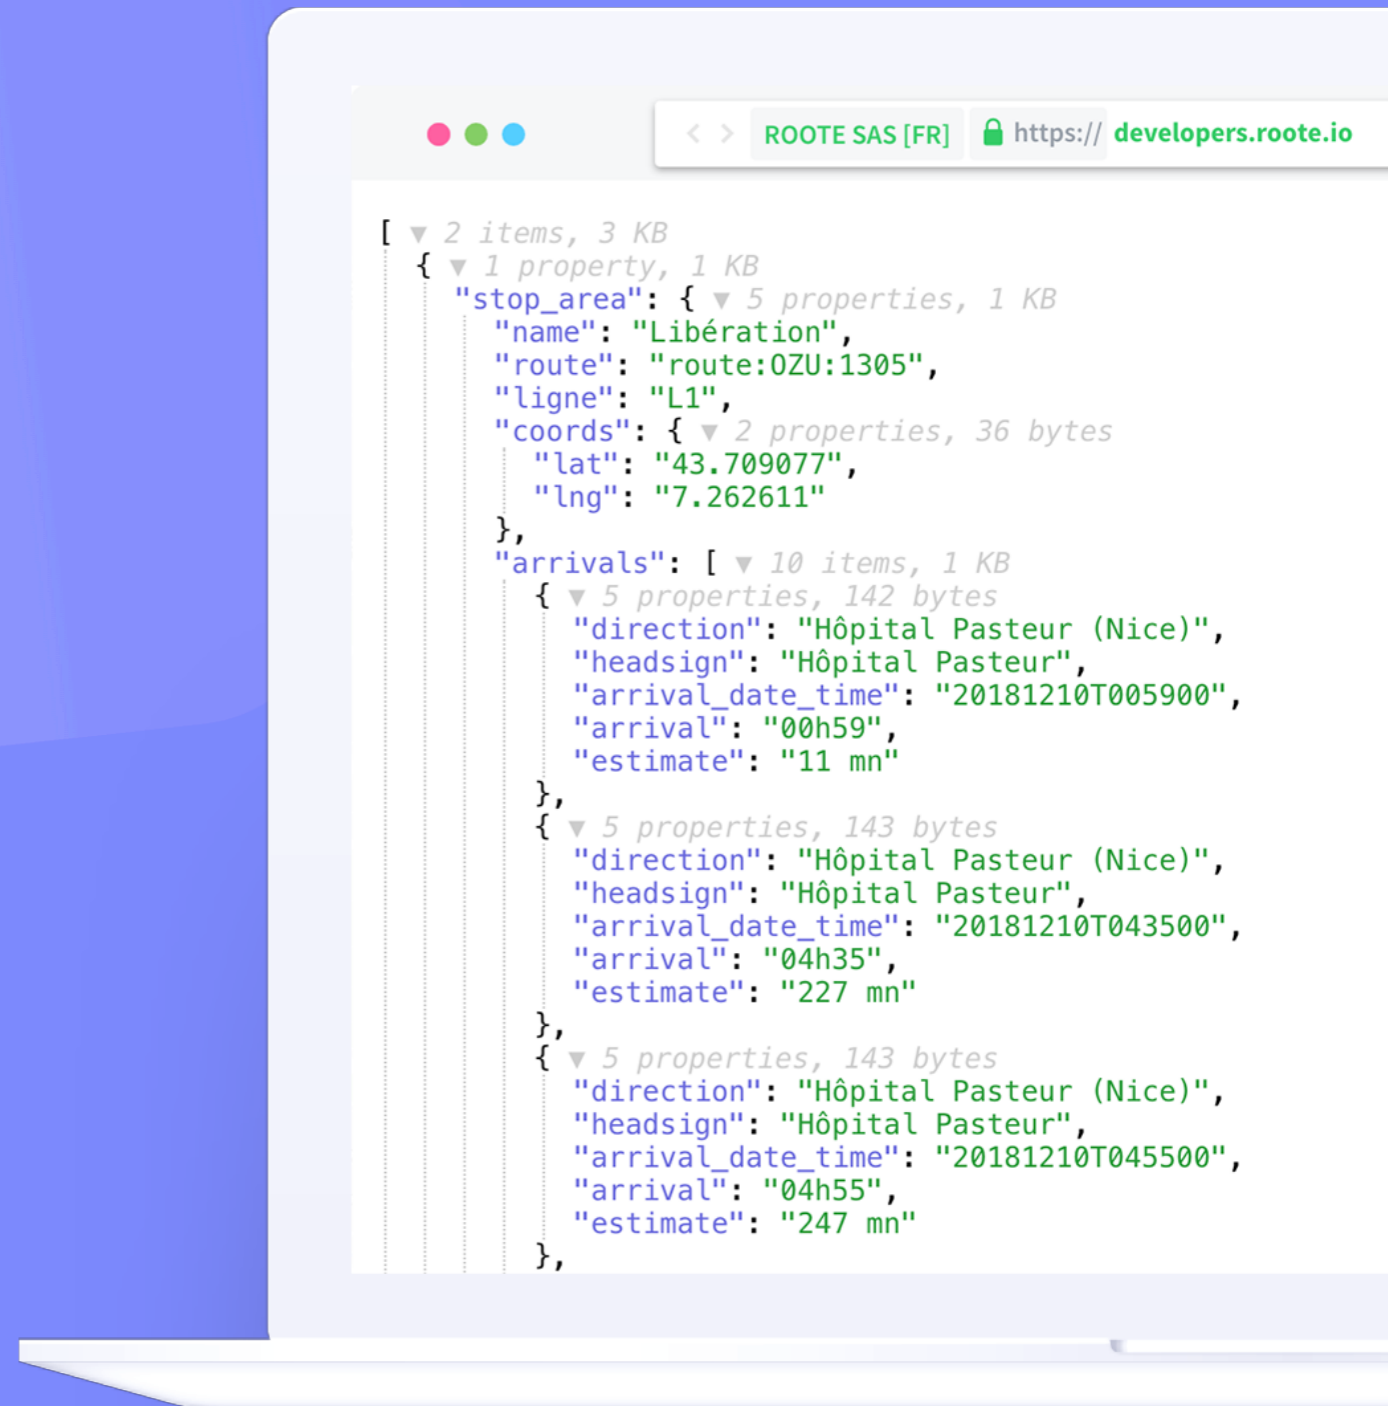 < > ROOTE SAS [FR] https:// developers.roote.io
[ ▼ 2 items, 3 KB
{ ▼ 1 property, 1 KB
"stop_area": { ▼ 5 properties, 1 KB
"name": "Libération",
"route": "route:OZU:1305",
"ligne": "L1",
"coords": { ▼ 2 properties, 36 bytes
"lat": "43.709077",
"lng": "7.262611"
},
"arrivals": [ ▼ 10 items, 1 KB
{ ▼ 5 properties, 142 bytes
"direction": "Hôpital Pasteur (Nice)",
"headsign": "Hôpital Pasteur",
"arrival_date_time": "20181210T005900",
"arrival": "00h59",
"estimate": "11 mn"
},
{ ▼ 5 properties, 143 bytes
"direction": "Hôpital Pasteur (Nice)",
"headsign": "Hôpital Pasteur",
"arrival_date_time": "20181210T043500",
"arrival": "04h35",
"estimate": "227 mn"
},
{ ▼ 5 properties, 143 bytes
"direction": "Hôpital Pasteur (Nice)",
"headsign": "Hôpital Pasteur",
"arrival_date_time": "20181210T045500",
"arrival": "04h55",
"estimate": "247 mn"
},